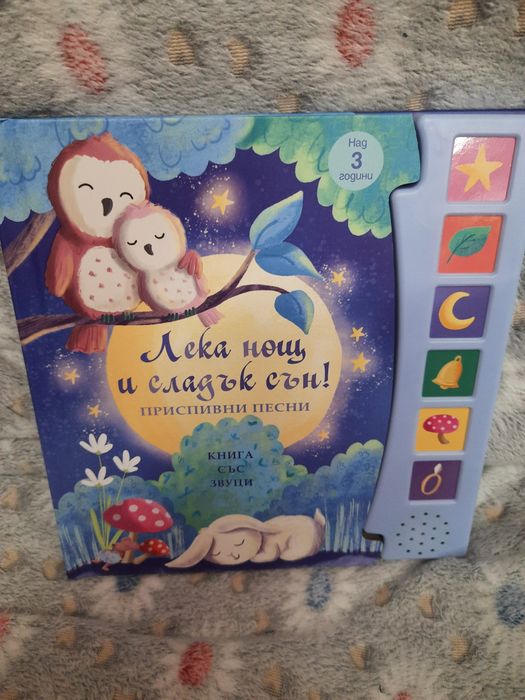 Над
3
години
Лека нощ
и сладък сън!
ПРИСПИВНИ ПЕСНИ
КНИГА
СЪС
ЗВУЦИ